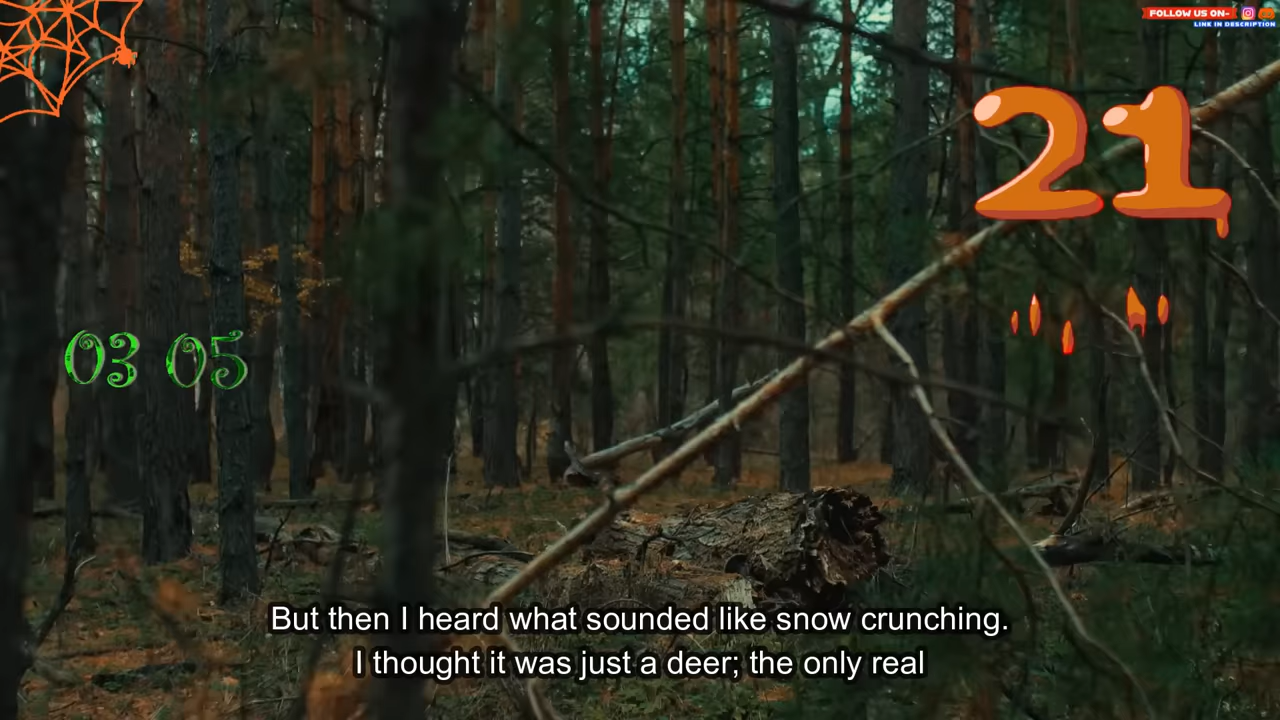 FOLLOW US ON-
LINK IN DESCRIPTION
21
03 05
But then I heard what sounded like snow crunching.
I thought it was just a deer; the only real